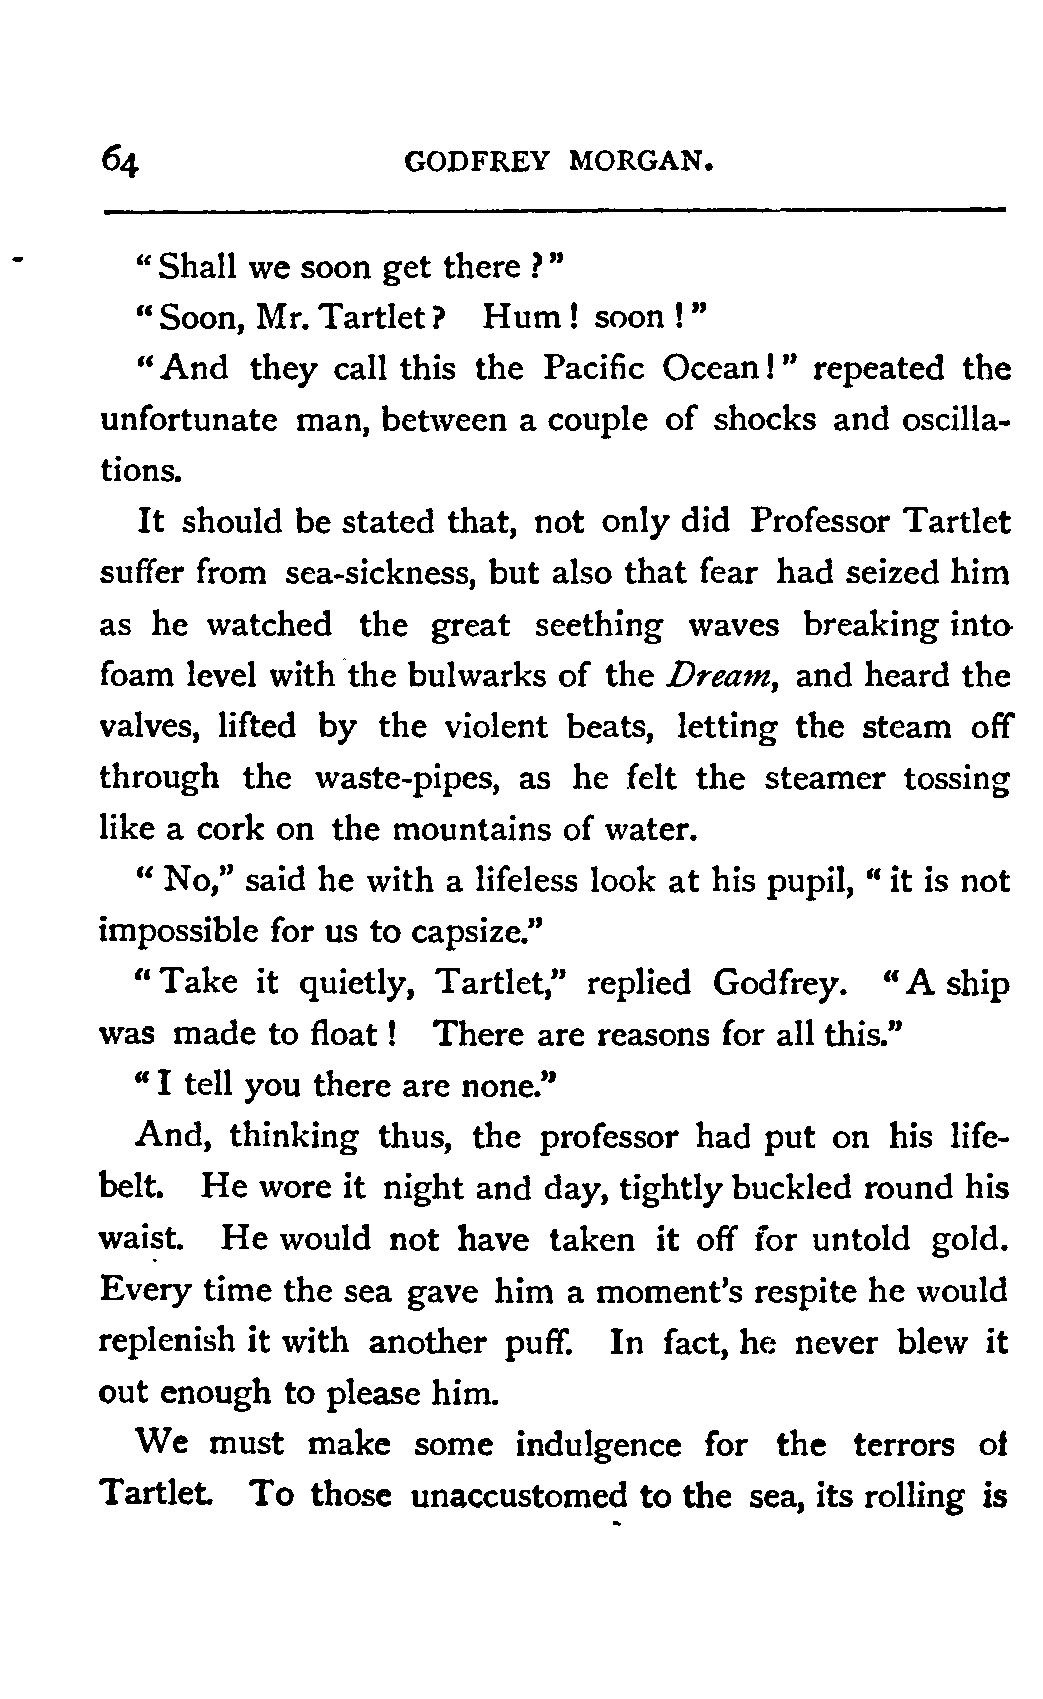 64 GODFREY MORGAN.
“Shall we soon get there ?”
“Soon, Mr. Tartlet? Hum! soon !”
“And they call this the Pacific Ocean!” repeated the
unfortunate man, between a couple of shocks and oscilla-
tions.
It should be stated that, not only did Professor Tartlet
suffer from sea-sickness, but also that fear had seized him
as he watched the great seething waves breaking into
foam level with the bulwarks of the Dream, and heard the
valves, lifted by the violent beats, letting the steam off
through the waste-pipes, as he felt the steamer tossing
like a cork on the mountains of water.
“No,” said he with a lifeless look at his pupil, “it is not
impossible for us to capsize.”
“Take it quietly, Tartlet,” replied Godfrey. “A ship
was made to float! There are reasons for all this.”
“I tell you there are none.”
And, thinking thus, the professor had put on his life-
belt. He wore it night and day, tightly buckled round his
waist. He would not have taken it off for untold gold.
Every time the sea gave him a moment's respite he would
replenish it with another puff. In fact, he never blew it
out enough to please him.
We must make some indulgence for the terrors of
Tartlet. To those unaccustomed to the sea, its rolling is